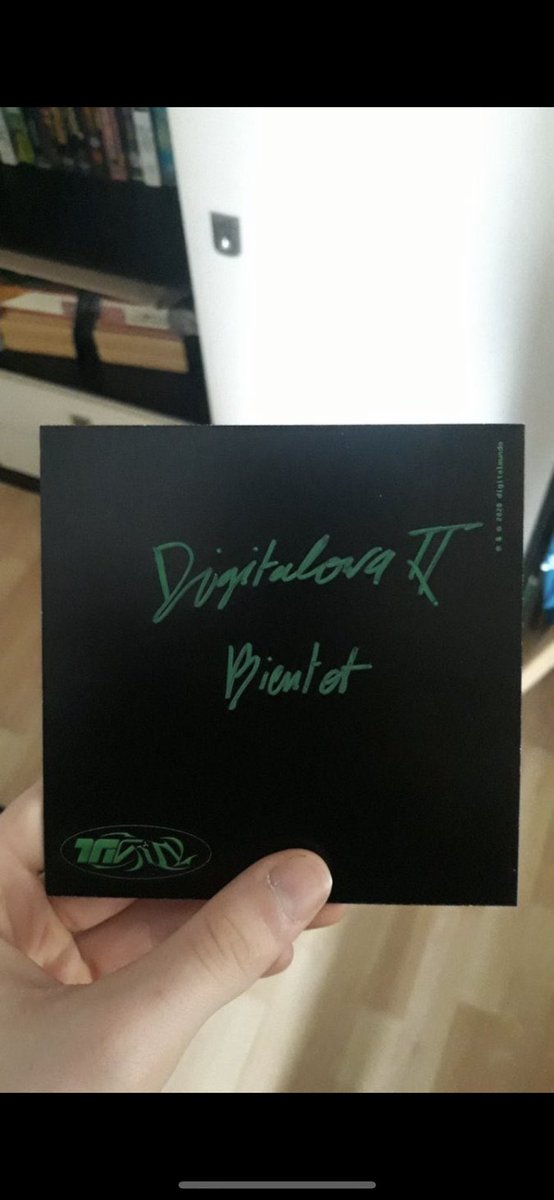 Digitalova II
Bientot
℗ & © 2020 digitalmundo